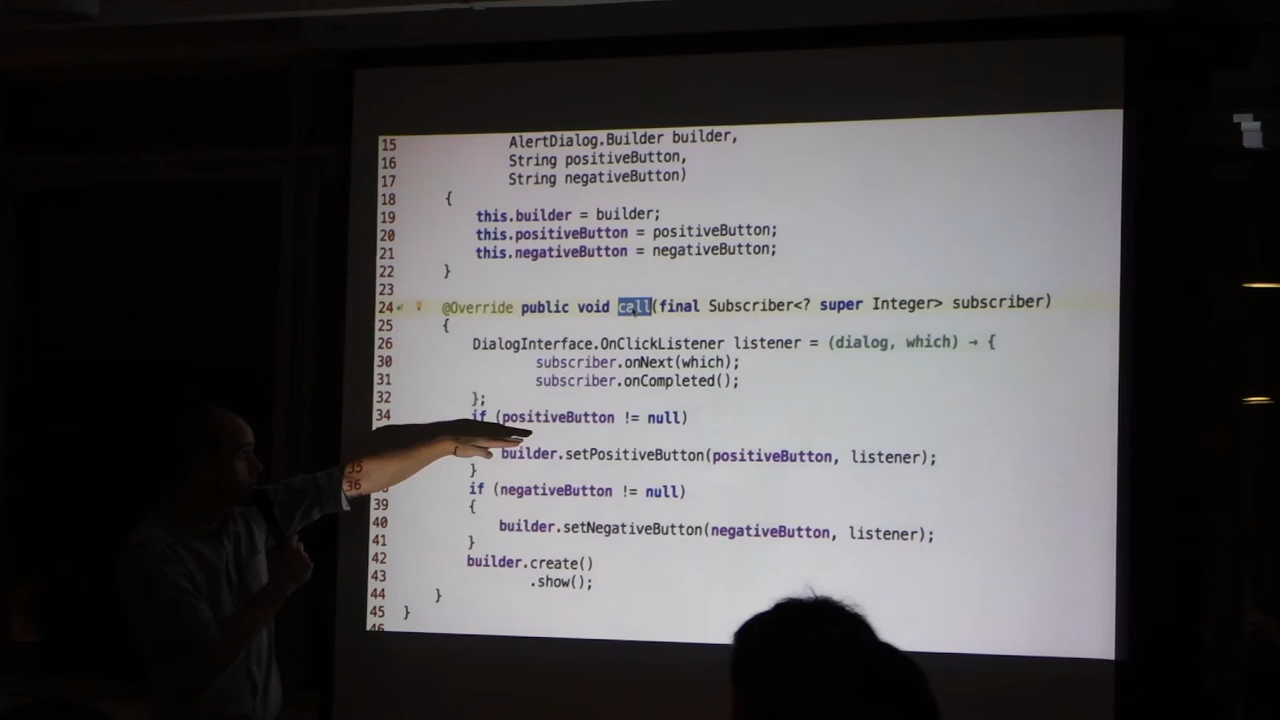 15 AlertDialog.Builder builder,
16 String positiveButton,
17 String negativeButton)
18 {
19 this.builder = builder;
20 this.positiveButton = positiveButton;
21 this.negativeButton = negativeButton;
22 }
23
24 @Override public void call(final Subscriber<? super Integer> subscriber)
25 {
26 DialogInterface.OnClickListener listener = (dialog, which) → {
30 subscriber.onNext(which);
31 subscriber.onCompleted();
32 };
34 if (positiveButton != null)
35
36 builder.setPositiveButton(positiveButton, listener);
}
if (negativeButton != null)
39 {
40 builder.setNegativeButton(negativeButton, listener);
41 }
42 builder.create()
43 .show();
44 }
45 }
46